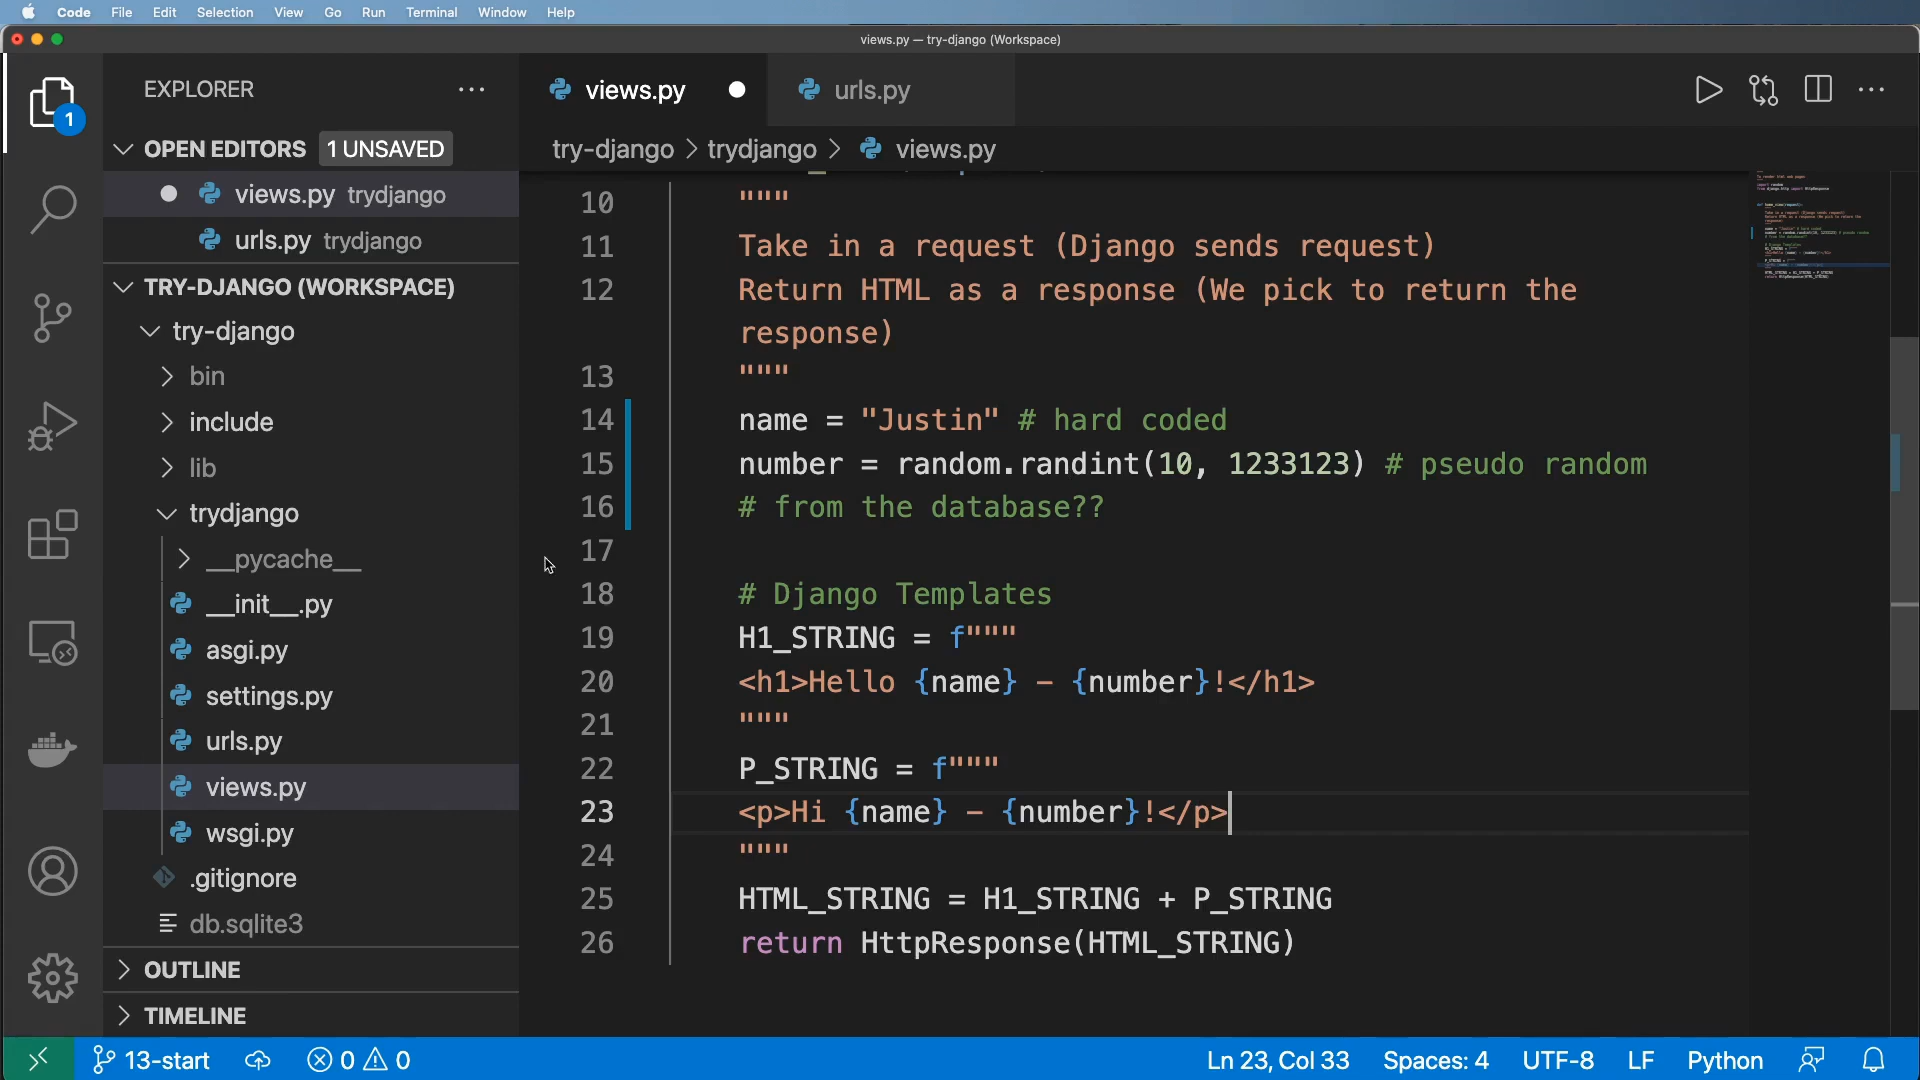 Code File Edit Selection View Go Run Terminal Window Help
views.py — try-django (Workspace)
EXPLORER
views.py
urls.py
1
OPEN EDITORS 1 UNSAVED
try-django > trydjango > views.py
views.py trydjango
urls.py trydjango
TRY-DJANGO (WORKSPACE)
try-django
bin
include
lib
trydjango
__pycache__
__init__.py
asgi.py
settings.py
urls.py
views.py
wsgi.py
.gitignore
db.sqlite3
OUTLINE
TIMELINE
10 """
11 Take in a request (Django sends request)
12 Return HTML as a response (We pick to return the
response)
13 """
14 name = "Justin" # hard coded
15 number = random.randint(10, 1233123) # pseudo random
16 # from the database??
17
18 # Django Templates
19 H1_STRING = f"""
20 <h1>Hello {name} - {number}!</h1>
21 """
22 P_STRING = f"""
23 <p>Hi {name} - {number}!</p>
24 """
25 HTML_STRING = H1_STRING + P_STRING
26 return HttpResponse(HTML_STRING)
13-start 0 0 Ln 23, Col 33 Spaces: 4 UTF-8 LF Python